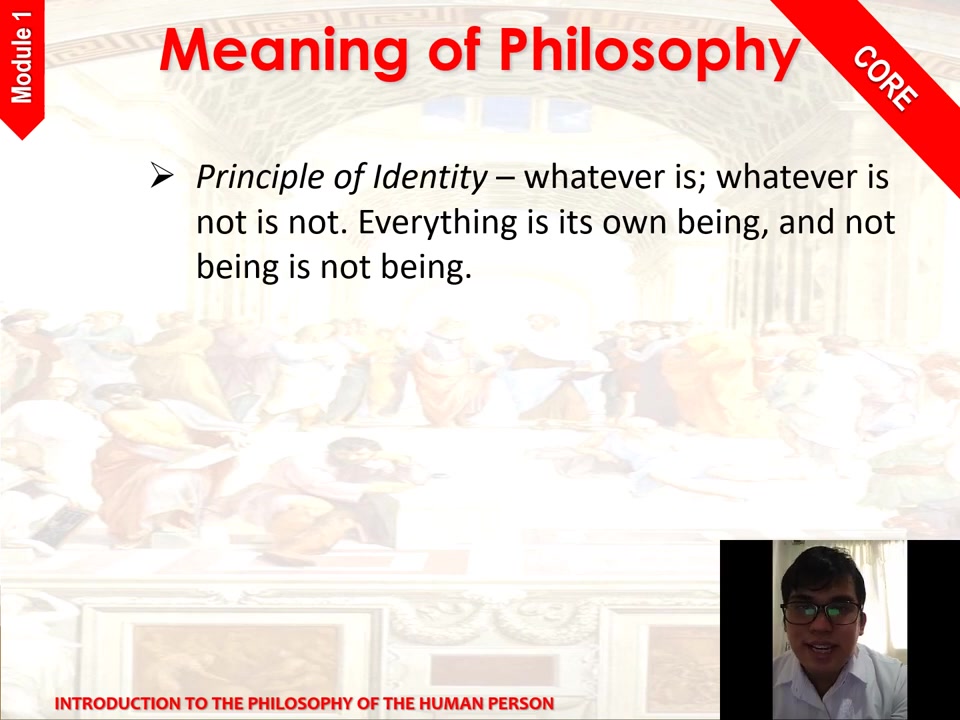 Module 1
Meaning of Philosophy
CORE
➢ Principle of Identity – whatever is; whatever is
not is not. Everything is its own being, and not
being is not being.
INTRODUCTION TO THE PHILOSOPHY OF THE HUMAN PERSON